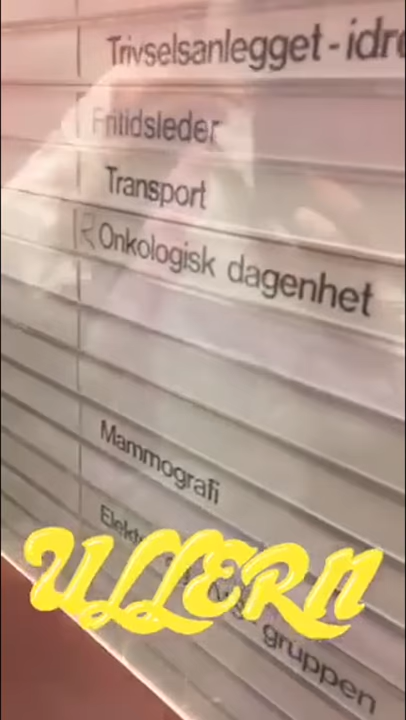 Trivselsanlegget - idr
Fritidsleder
Transport
Onkologisk dagenhet
Mammografi
ULLERN
gruppen